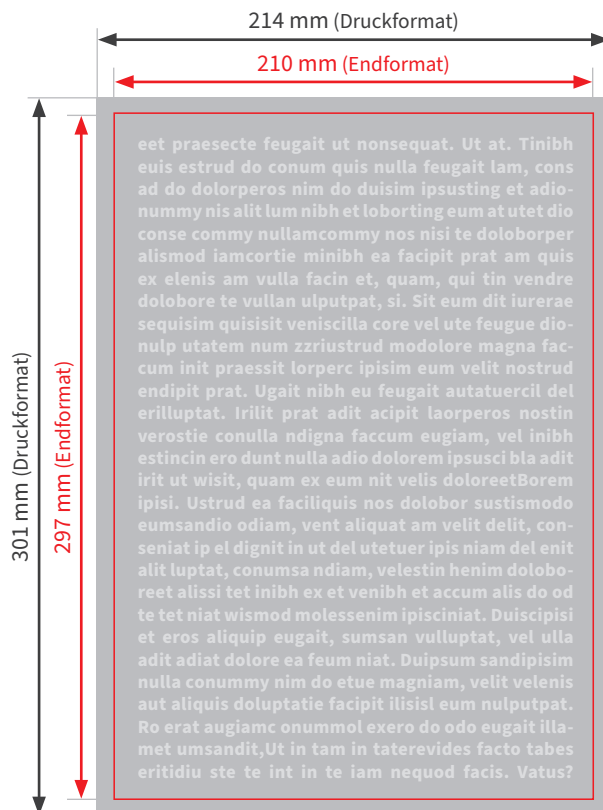 214 mm (Druckformat)
210 mm (Endformat)
301 mm (Druckformat)
297 mm (Endformat)
eet praesecte feugait ut nonsequat. Ut at. Tinibh
euis estrud do conum quis nulla feugait lam, cons
ad do dolorperos nim do duisim ipsusting et adio-
nummy nis alit lum nibh et loborting eum at utet dio
conse commy nullamcommy nos nisi te doloborper
alismod iamcortie minibh ea facipit prat am quis
ex elenis am vulla facin et, quam, qui tin vendre
dolobore te vullan ulputpat, si. Sit eum dit iurerae
sequisim quisisit veniscilla core vel ute feugue dio-
nulp utatem num zzriustrud modolore magna fac-
cum init praessit lorperc ipisim eum velit nostrud
endipit prat. Ugait nibh eu feugait autatuercil del
erilluptat. Irilit prat adit acipit laorperos nostin
verostie conulla ndigna faccum eugiam, vel inibh
estincin ero dunt nulla adio dolorem ipsusci bla adit
irit ut wisit, quam ex eum nit velis doloreetBorem
ipisi. Ustrud ea faciliquis nos dolobor sustismodo
eumsandio odiam, vent aliquat am velit delit, con-
seniat ip el dignit in ut del utetuer ipis niam del enit
alit luptat, conumsa ndiam, velestin henim dolobo-
reet alissi tet inibh ex et venibh et accum alis do od
te tet niat wismod molessenim ipisciniat. Duiscipisi
et eros aliquip eugait, sumsan vulluptat, vel ulla
adit adiat dolore ea feum niat. Duipsum sandipisim
nulla conummy nim do etue magniam, velit velenis
aut aliquis doluptatie facipit ilisisl eum nulputpat.
Ro erat augiamc onummol exero do odo eugait illa-
met umsandit,Ut in tam in taterevides facto tabes
eritidiu ste te int in te iam nequod facis. Vatus?